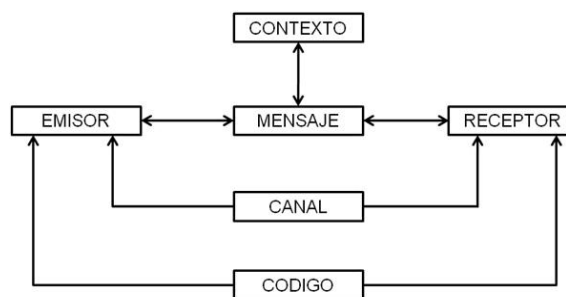 CONTEXTO
EMISOR
MENSAJE
RECEPTOR
CANAL
CODIGO